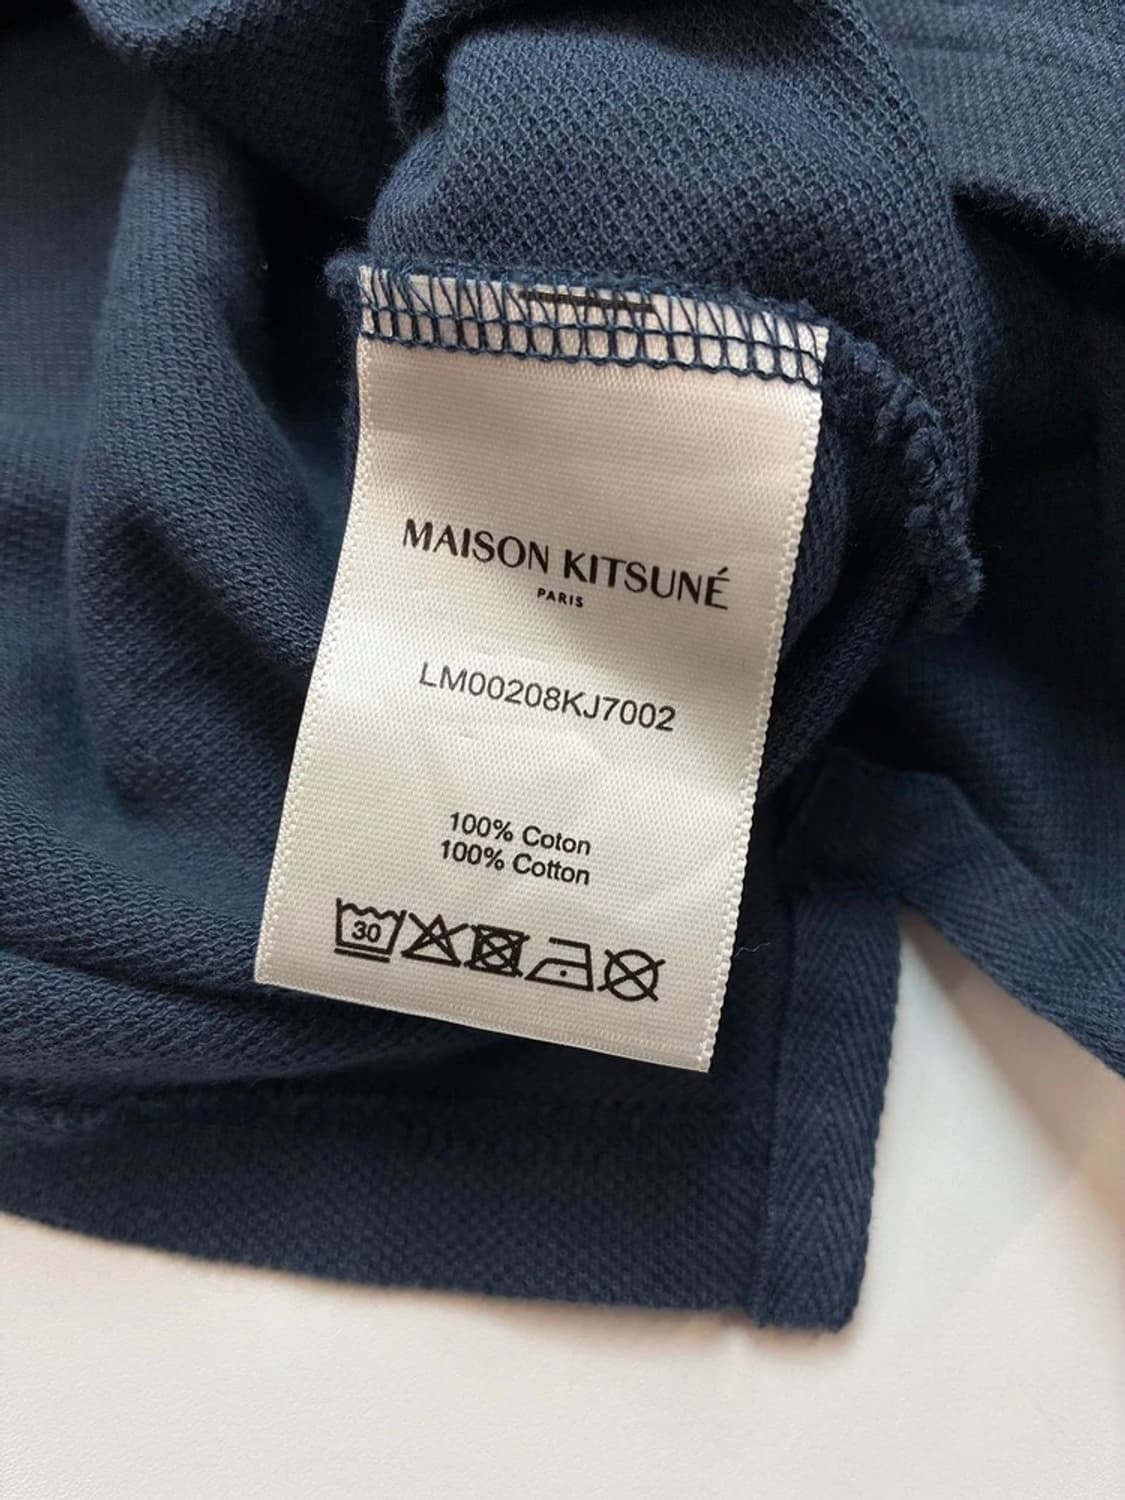 MAISON KITSUNÉ
PARIS
LM00208KJ7002
100% Coton
100% Cotton
30